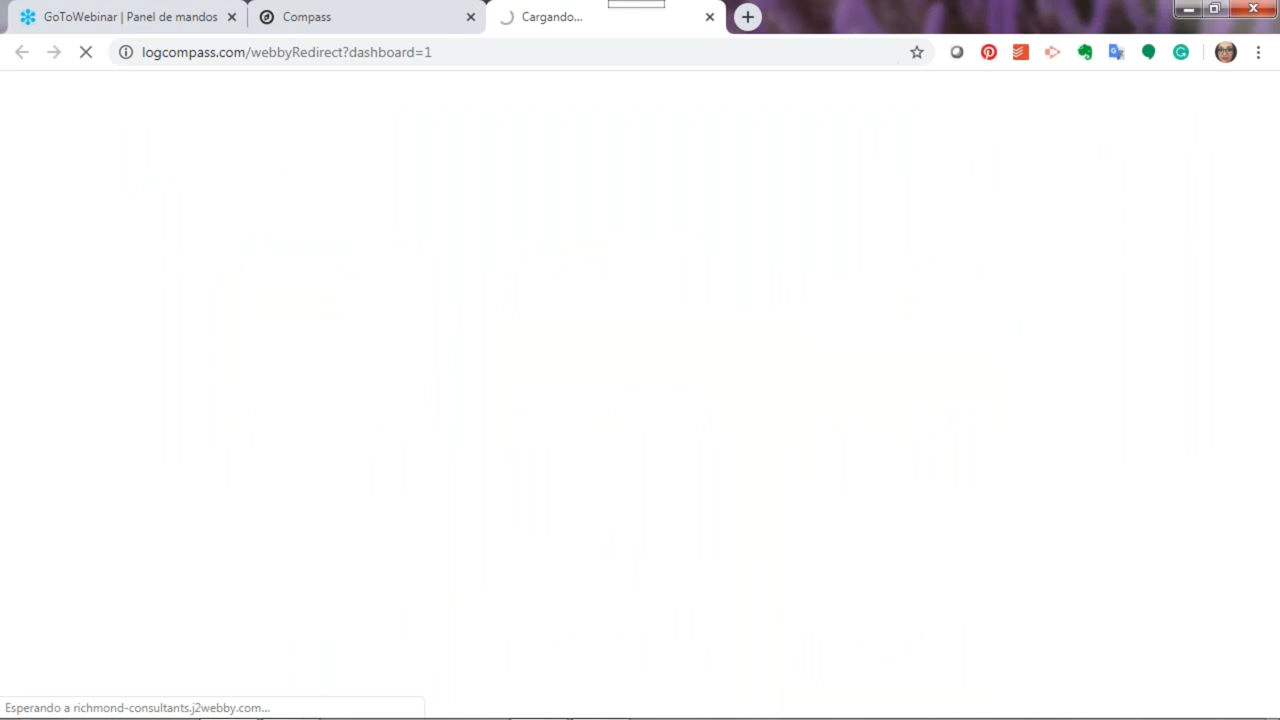 GoToWebinar | Panel de mandos
Compass
Cargando...
logcompass.com/webbyRedirect?dashboard=1
Esperando a richmond-consultants.j2webby.com...